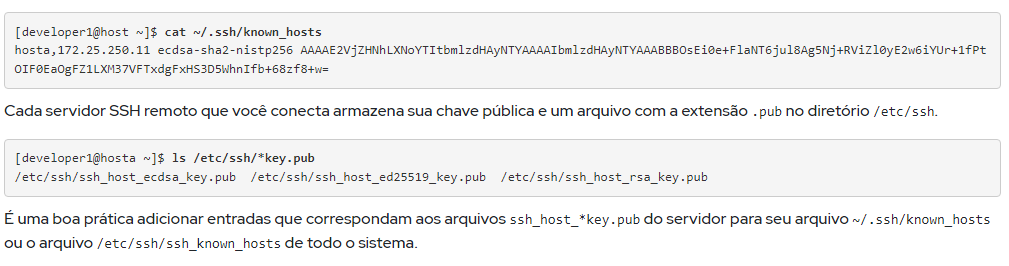 [developer1@host ~]$ cat ~/.ssh/known_hosts
hosta,172.25.250.11 ecdsa-sha2-nistp256 AAAAE2VjZHNhLXNoYTItbmlzdHAyNTYAAAAIbmlzdHAyNTYAAABBBOsEi0e+FlaNT6jul8Ag5Nj+RViZl0yE2w6iYUr+1fPt
OIF0EaOgFZ1LXM37VFTxdgFxHS3D5WhnIfb+68zf8+w=
Cada servidor SSH remoto que você conecta armazena sua chave pública e um arquivo com a extensão .pub no diretório /etc/ssh.
[developer1@hosta ~]$ ls /etc/ssh/*key.pub
/etc/ssh/ssh_host_ecdsa_key.pub  /etc/ssh/ssh_host_ed25519_key.pub  /etc/ssh/ssh_host_rsa_key.pub
É uma boa prática adicionar entradas que correspondam aos arquivos ssh_host_*key.pub do servidor para seu arquivo ~/.ssh/known_hosts
ou o arquivo /etc/ssh/ssh_known_hosts de todo o sistema.